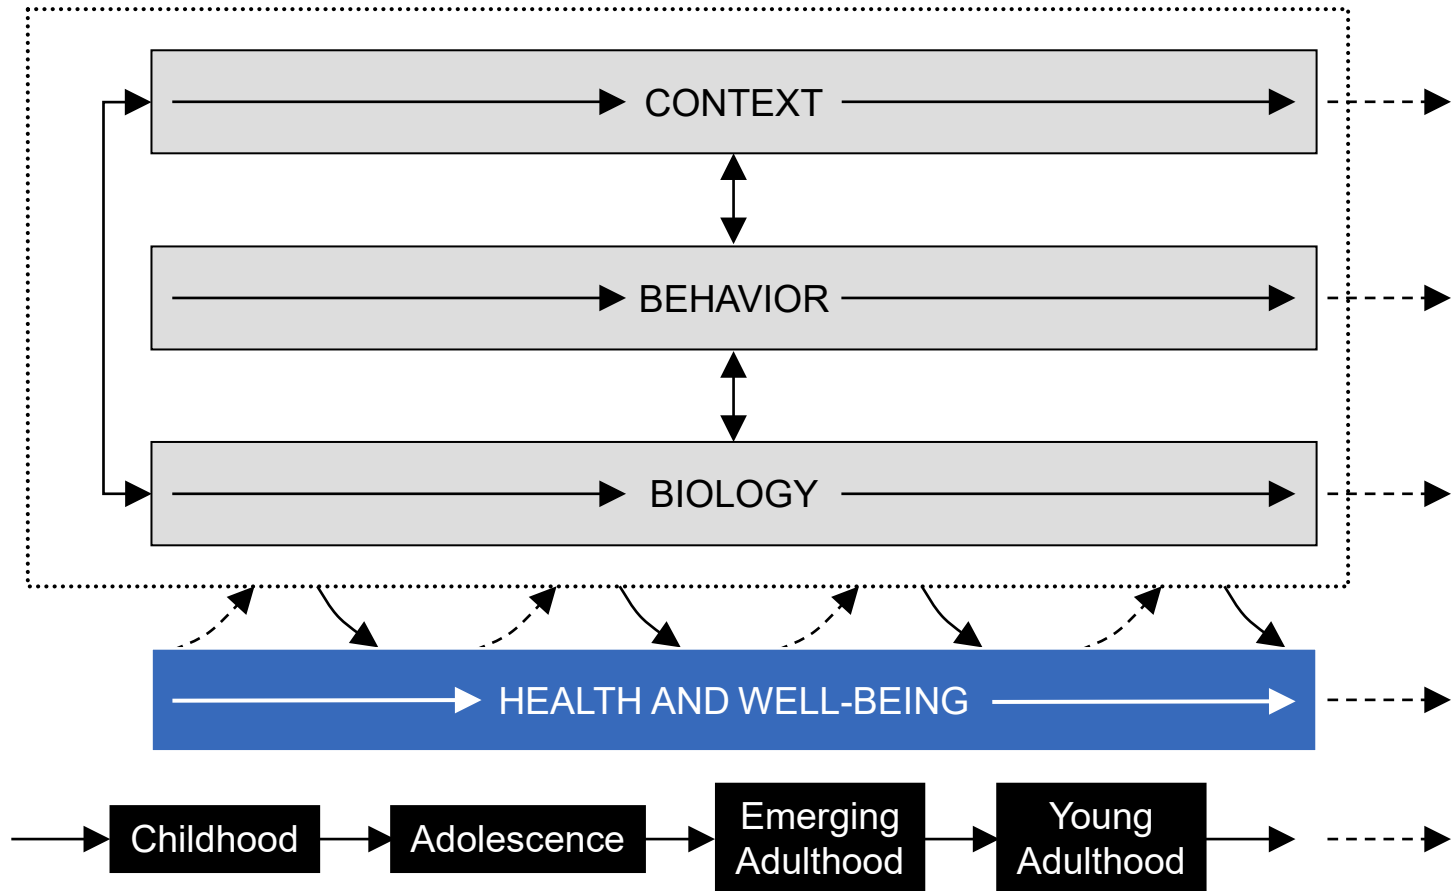 CONTEXT
BEHAVIOR
BIOLOGY
HEALTH AND WELL-BEING
Childhood
Adolescence
Emerging
Adulthood
Young
Adulthood